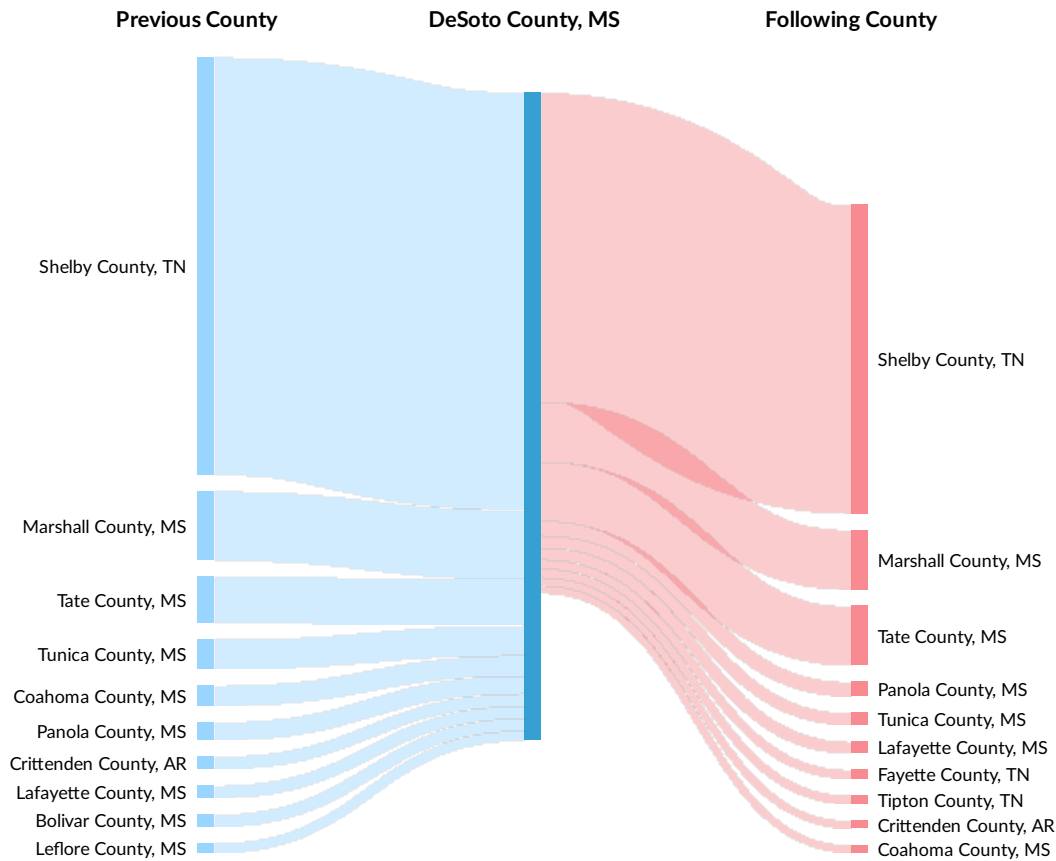 Previous County
DeSoto County, MS
Following County
Shelby County, TN
Marshall County, MS
Tate County, MS
Tunica County, MS
Coahoma County, MS
Panola County, MS
Crittenden County, AR
Lafayette County, MS
Bolivar County, MS
Leflore County, MS
Shelby County, TN
Marshall County, MS
Tate County, MS
Panola County, MS
Tunica County, MS
Lafayette County, MS
Fayette County, TN
Tipton County, TN
Crittenden County, AR
Coahoma County, MS